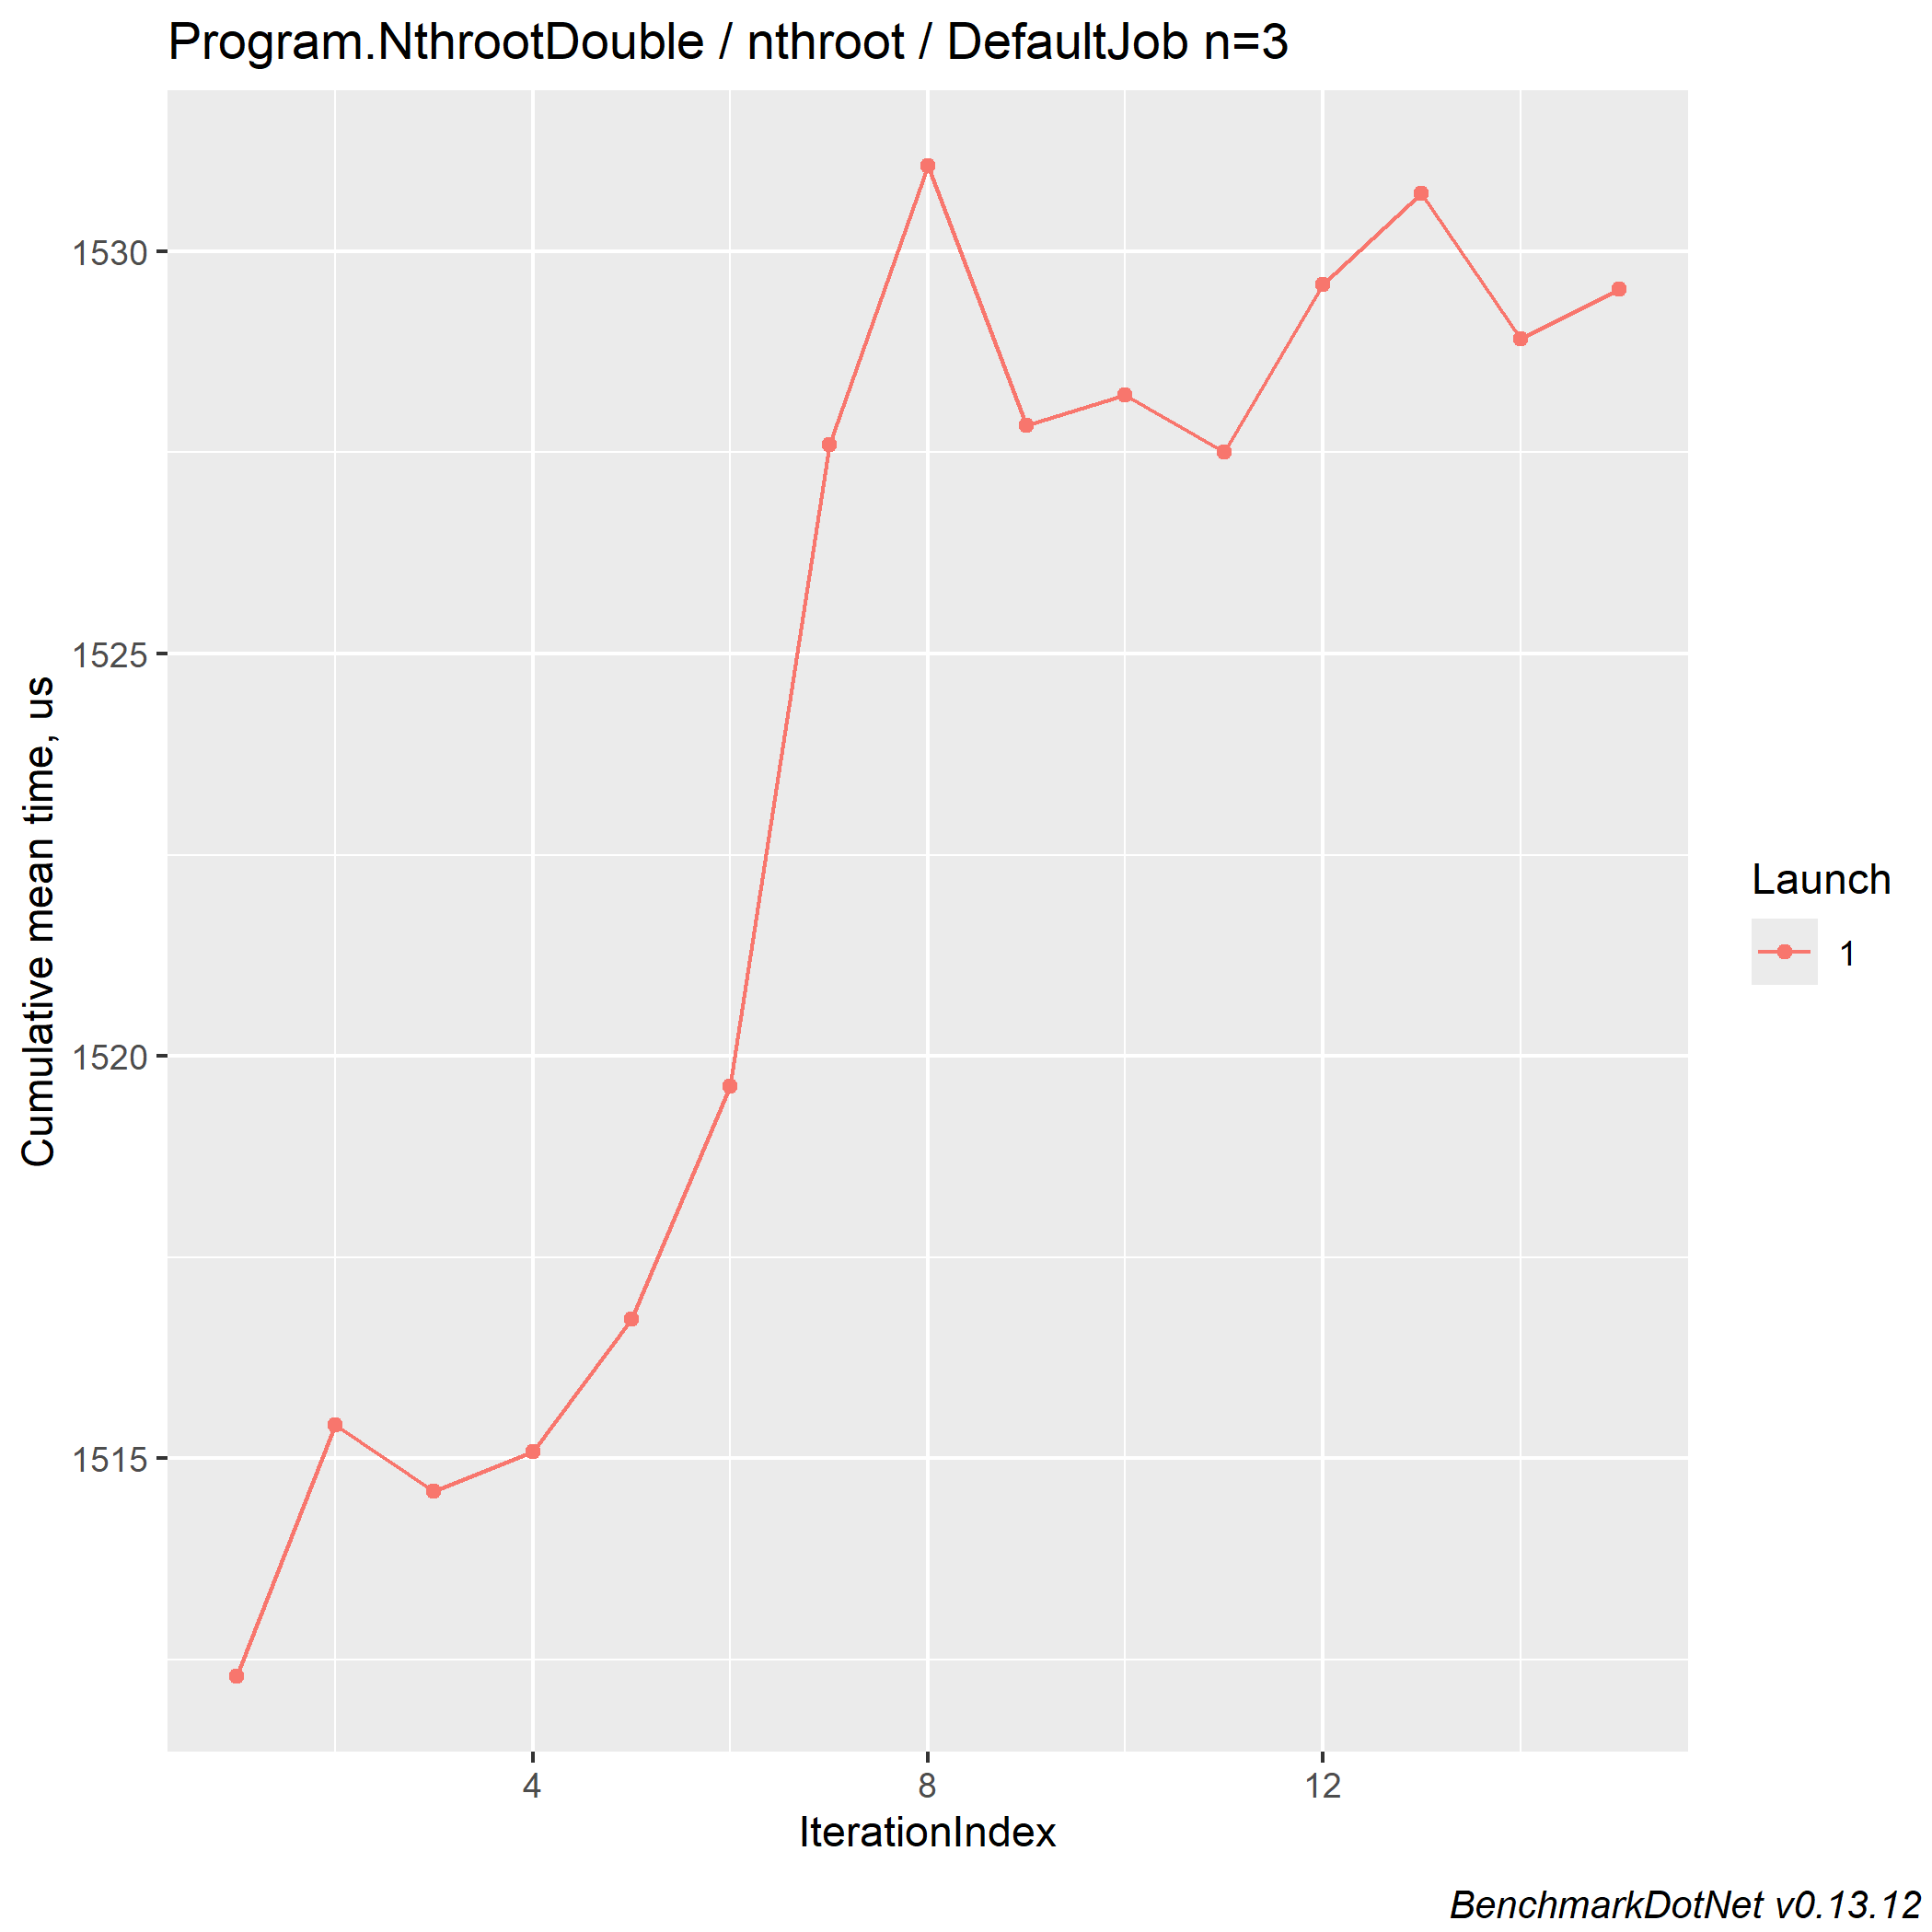 Program.NthrootDouble / nthroot / DefaultJob n=3
Cumulative mean time, us
1530
1525
1520
1515
4
8
12
IterationIndex
Launch
1
BenchmarkDotNet v0.13.12